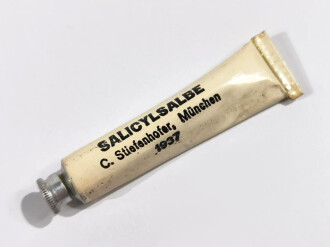 SALICYLSALBE
C. Stiefenhofer, München
1937